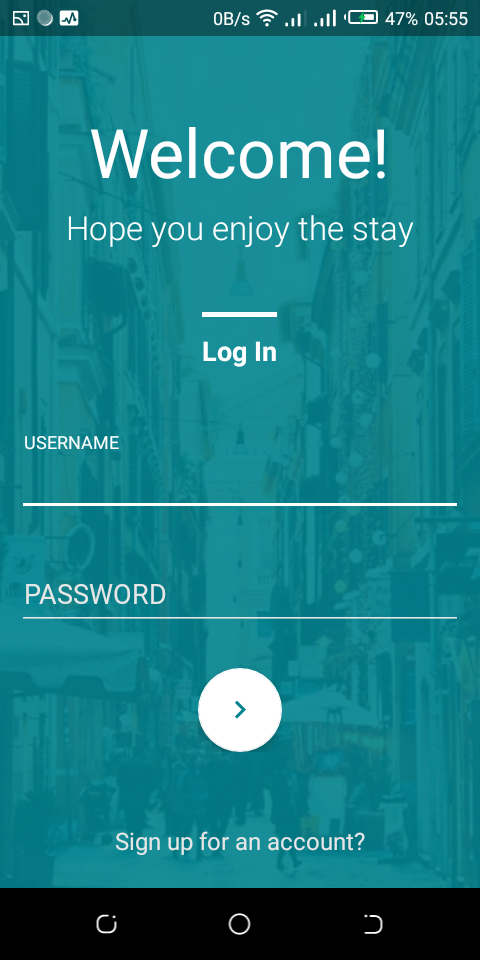 0B/s 47% 05:55
Welcome!
Hope you enjoy the stay
Log In
USERNAME
PASSWORD
Sign up for an account?